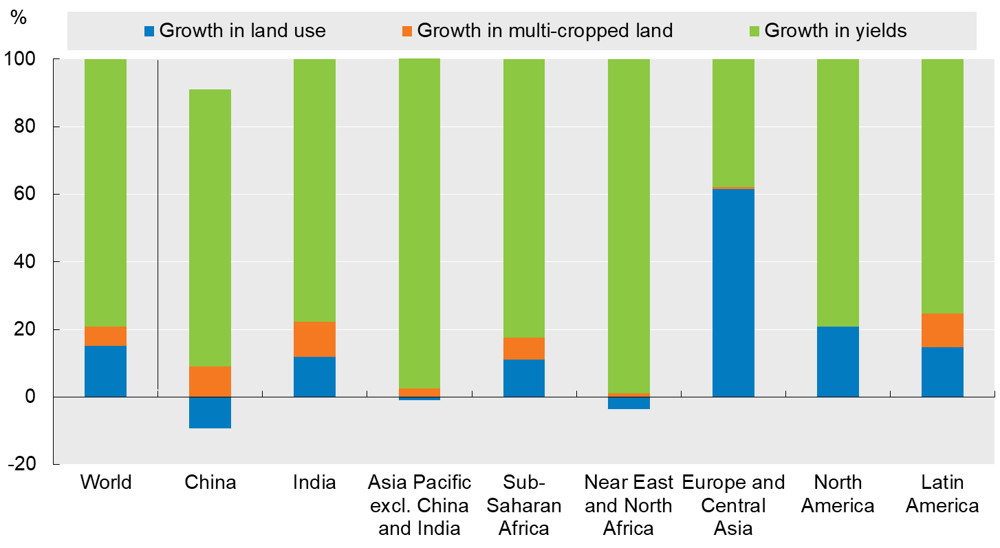 %
Growth in land use Growth in multi-cropped land Growth in yields
100
80
60
40
20
0
-20
World China India Asia Pacific Sub- Near East Europe and North Latin
excl. China Saharan and North Central America America
and India Africa Africa Asia